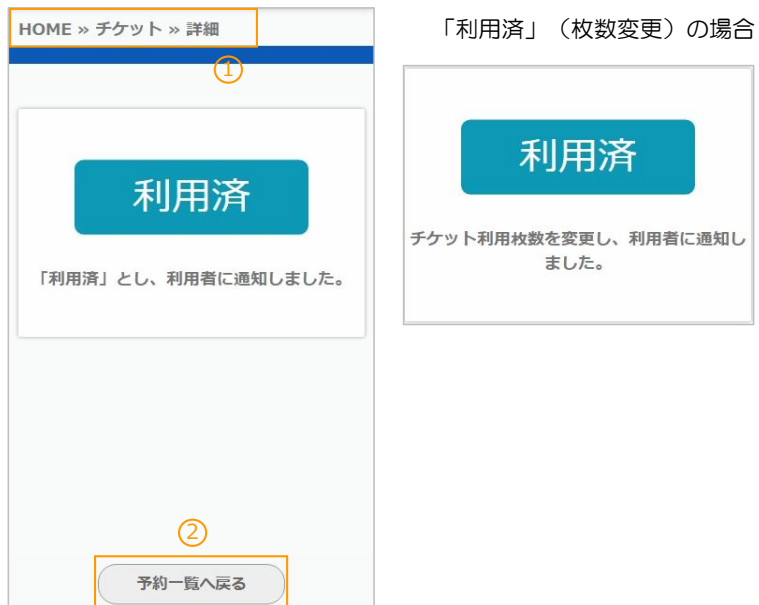 HOME » チケット » 詳細
①
利用済
「利用済」とし、利用者に通知しました。
②
予約一覧へ戻る
「利用済」（枚数変更）の場合
利用済
チケット利用枚数を変更し、利用者に通知し
ました。